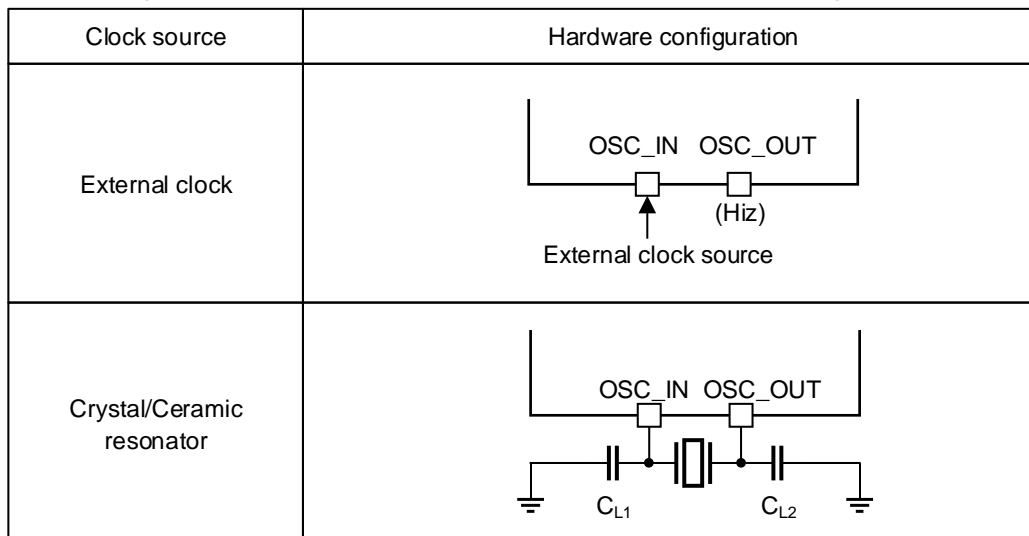 Clock source
Hardware configuration
External clock
OSC_IN OSC_OUT
(Hiz)
External clock source
Crystal/Ceramic
resonator
OSC_IN OSC_OUT
CL1
CL2